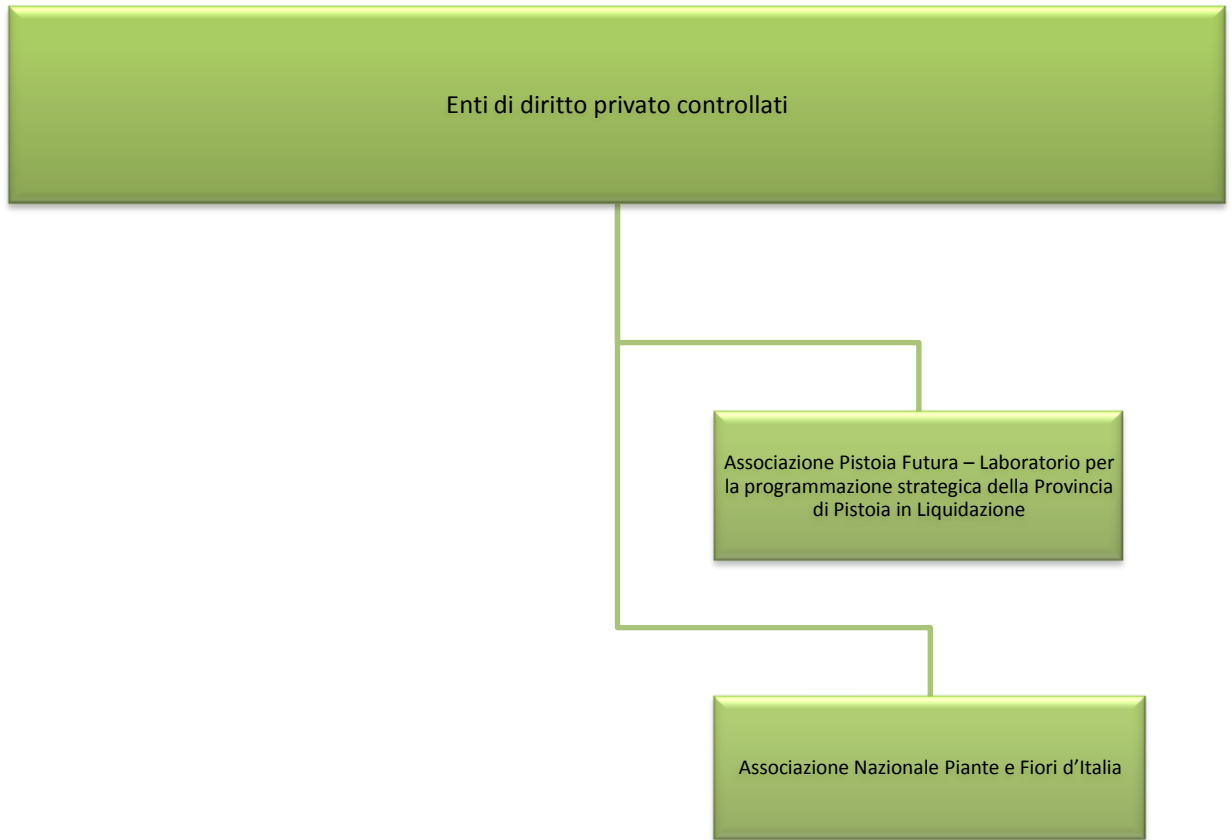 Enti di diritto privato controllati
Associazione Pistoia Futura – Laboratorio per
la programmazione strategica della Provincia
di Pistoia in Liquidazione
Associazione Nazionale Piante e Fiori d’Italia